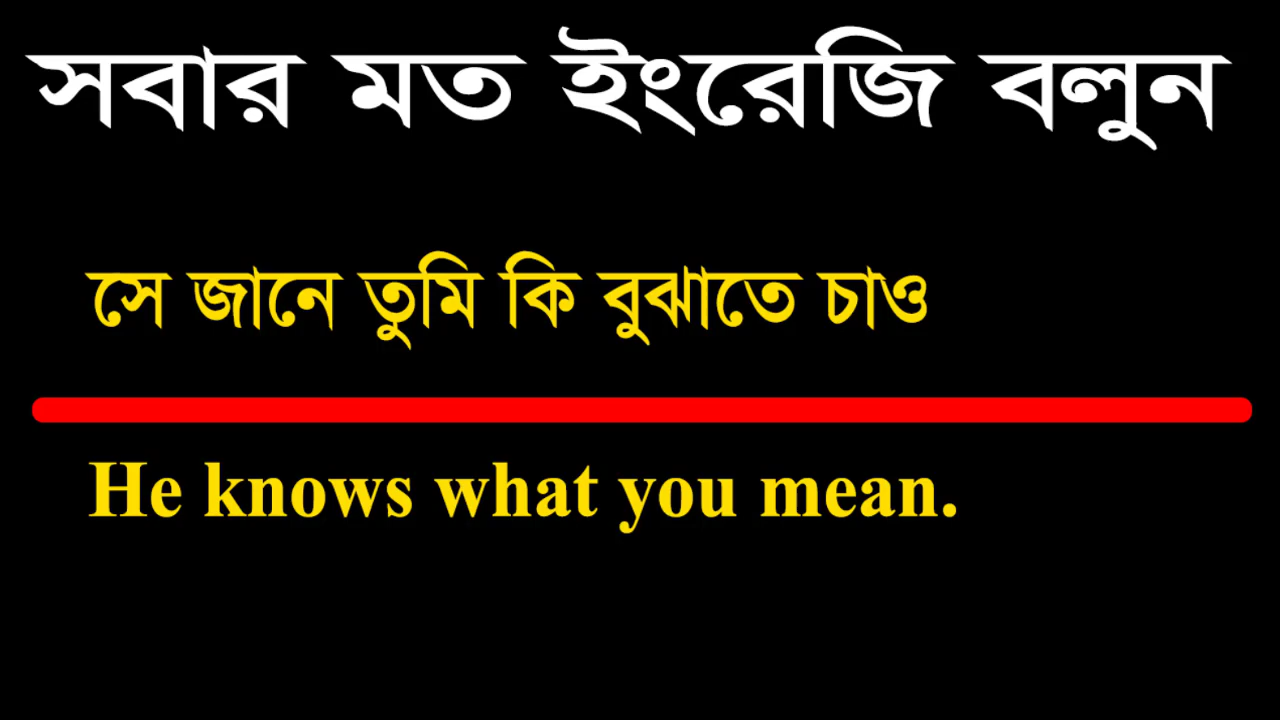 সবার মত ইংরেজি বলুন
সে জানে তুমি কি বুঝাতে চাও
He knows what you mean.